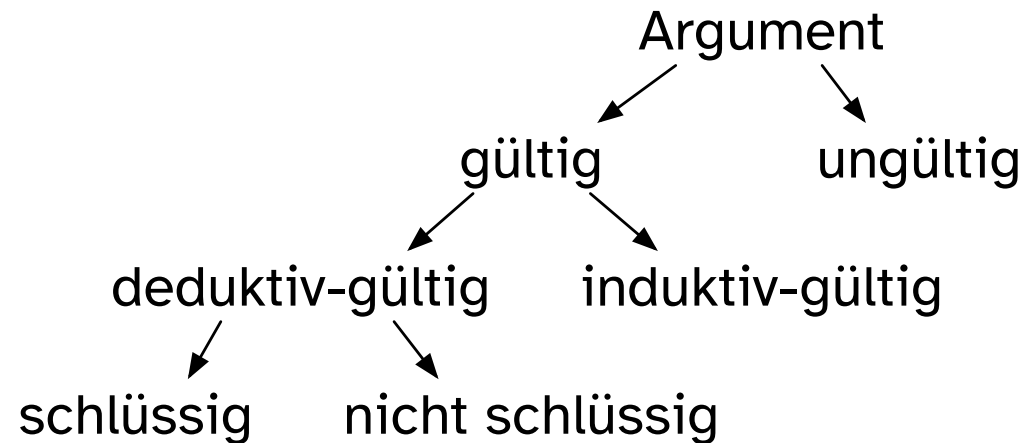 Argument
gültig ungültig
deduktiv-gültig induktiv-gültig
schlüssig nicht schlüssig